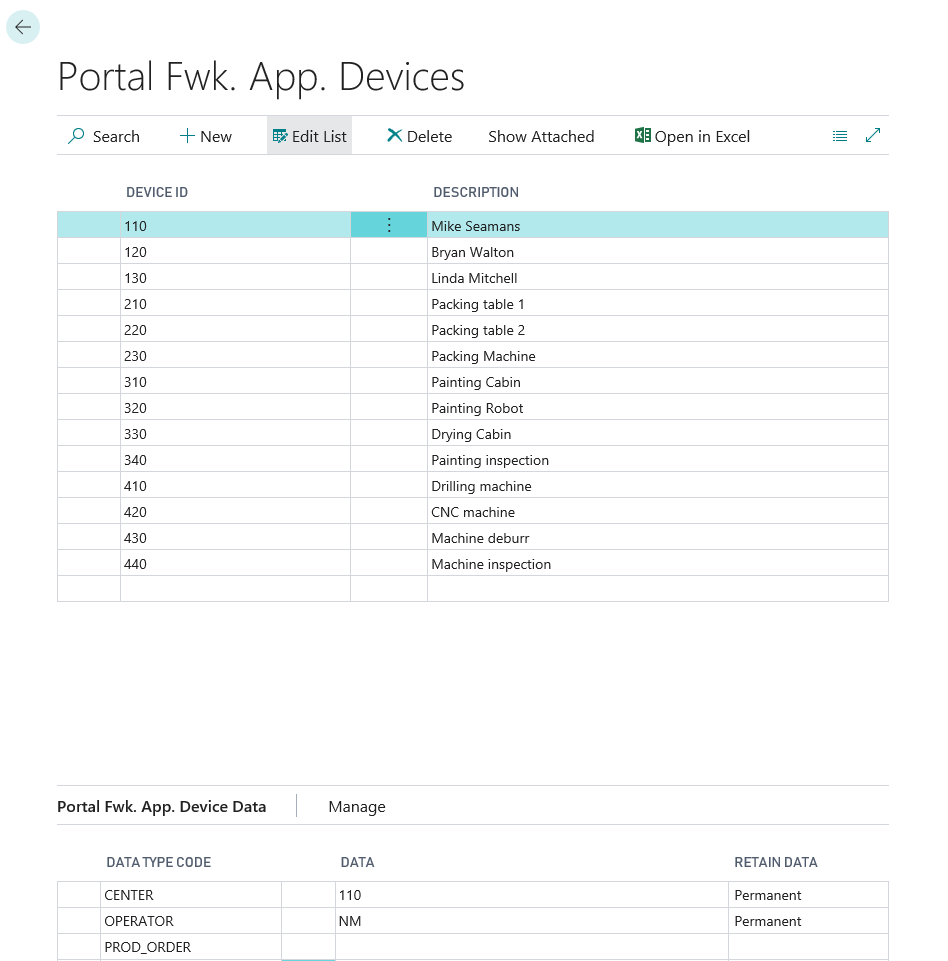 Portal Fwk. App. Devices
Search New Edit List Delete Show Attached Open in Excel
DEVICE ID DESCRIPTION
110 Mike Seamans
120 Bryan Walton
130 Linda Mitchell
210 Packing table 1
220 Packing table 2
230 Packing Machine
310 Painting Cabin
320 Painting Robot
330 Drying Cabin
340 Painting inspection
410 Drilling machine
420 CNC machine
430 Machine deburr
440 Machine inspection
Portal Fwk. App. Device Data Manage
DATA TYPE CODE DATA RETAIN DATA
CENTER 110 Permanent
OPERATOR NM Permanent
PROD_ORDER